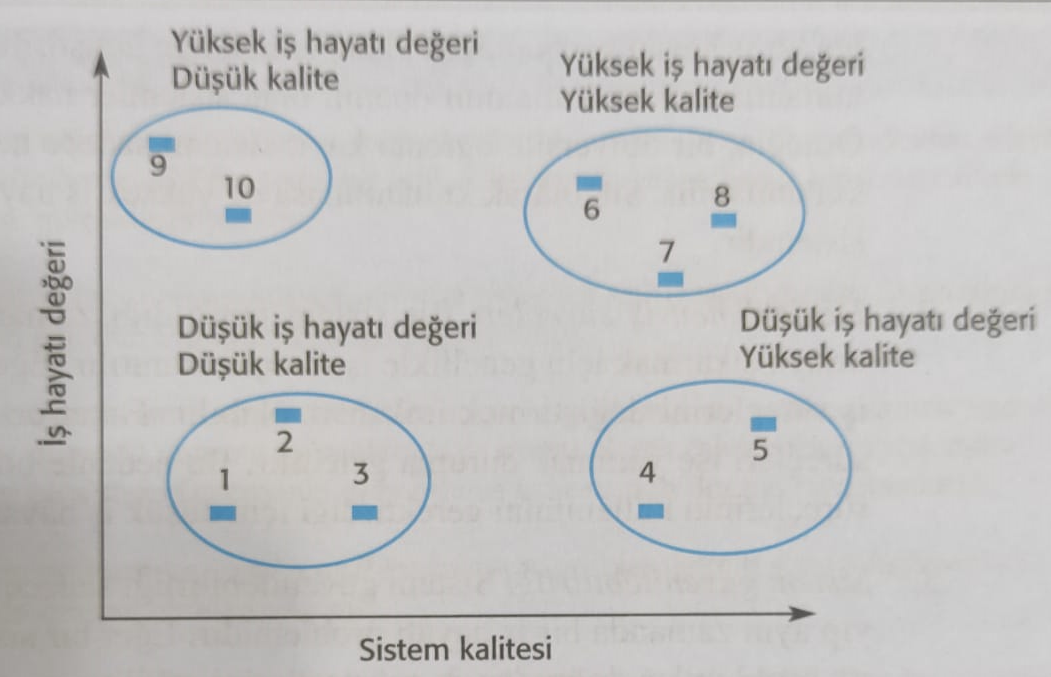 Yüksek iş hayatı değeri
Düşük kalite
Yüksek iş hayatı değeri
Yüksek kalite
9
10
6
8
7
İş hayatı değeri
Düşük iş hayatı değeri
Düşük kalite
Düşük iş hayatı değeri
Yüksek kalite
2
1
3
5
4
Sistem kalitesi